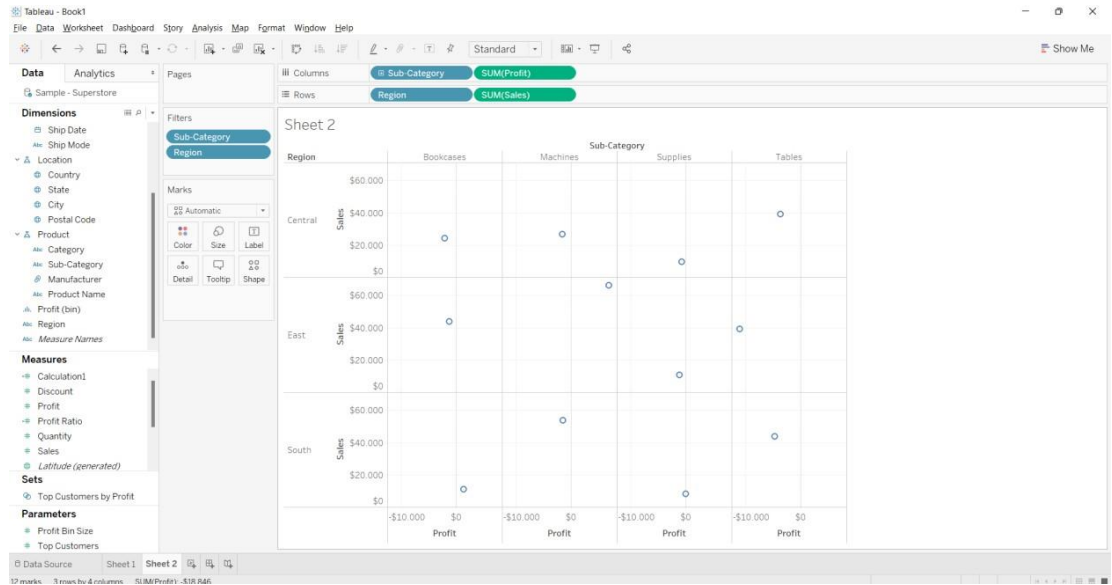 Tableau - Book1
File Data Worksheet Dashboard Story Analysis Map Format Window Help
Standard
Show Me
Data Analytics
Sample - Superstore
Dimensions
Ship Date
Abc Ship Mode
Location
Country
State
City
Postal Code
Product
Abc Category
Abc Sub-Category
Manufacturer
Abc Product Name
Profit (bin)
Abc Region
Abc Measure Names
Measures
Calculation1
Discount
Profit
Profit Ratio
Quantity
Sales
Latitude (generated)
Sets
Top Customers by Profit
Parameters
Profit Bin Size
Top Customers
Pages
Filters
Sub-Category
Region
Marks
Automatic
Color Size Label
Detail Tooltip Shape
Columns Sub-Category SUM(Profit)
Rows Region SUM(Sales)
Sheet 2
Sub-Category
Region Bookcases Machines Supplies Tables
Central
Sales
$60.000
$40.000
$20.000
$0
East
Sales
$60.000
$40.000
$20.000
$0
South
Sales
$60.000
$40.000
$20.000
$0
-$10.000 $0 -$10.000 $0 -$10.000 $0 -$10.000 $0
Profit Profit Profit Profit
Data Source Sheet 1 Sheet 2
12 marks 3 rows by 4 columns SUM(Profit): -$18.846